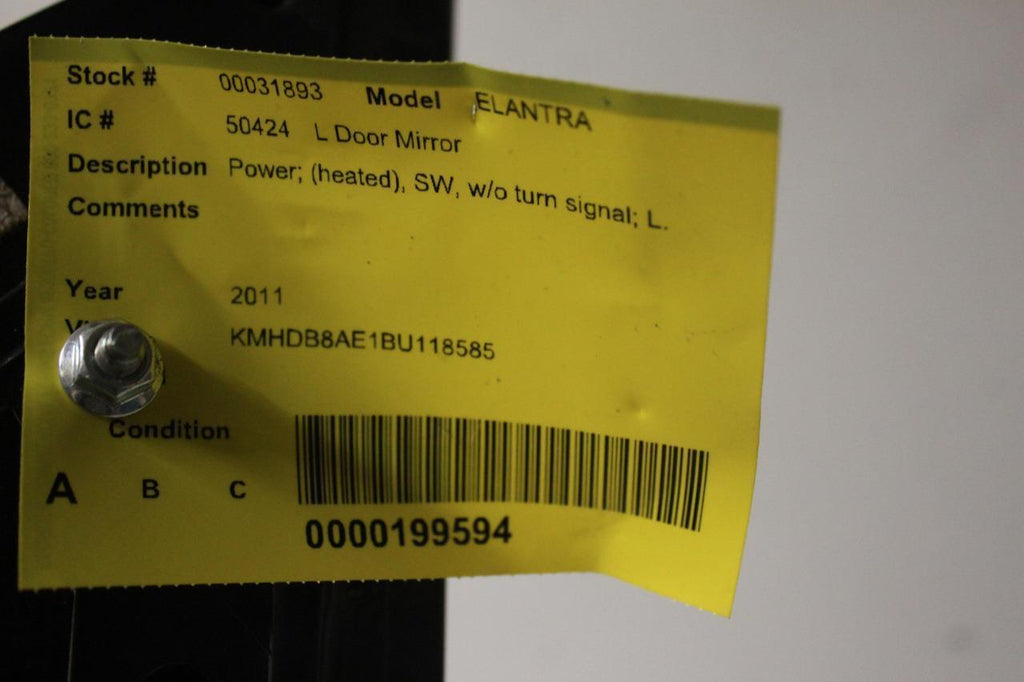 Stock # 00031893 Model ELANTRA
IC # 50424 L Door Mirror
Description Power; (heated), SW, w/o turn signal; L.
Comments
Year 2011
KMHDB8AE1BU118585
Condition
A B C
0000199594